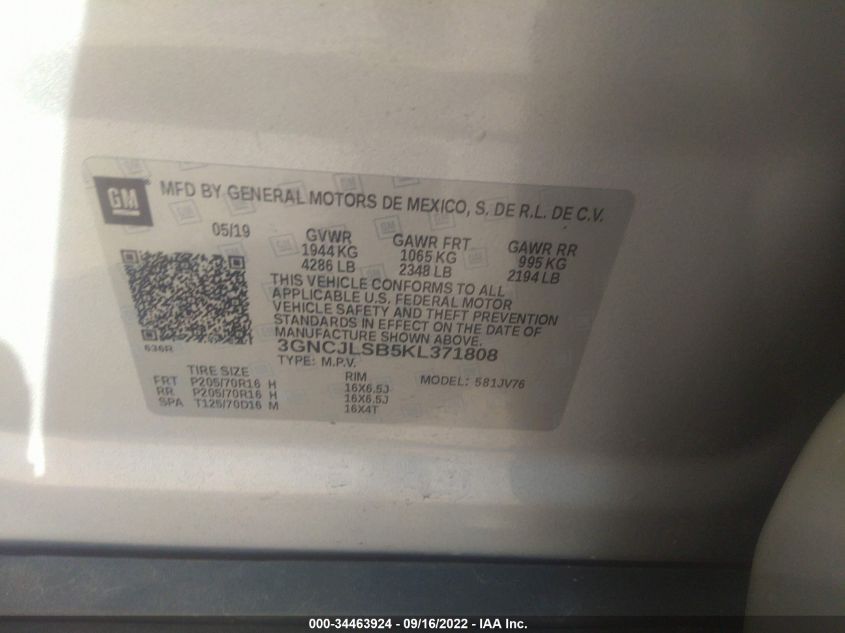 GM
MFD BY GENERAL MOTORS DE MEXICO, S. DE R.L. DE C.V.
05/19 GVWR GAWR FRT GAWR RR
1944 KG 1065 KG 995 KG
4286 LB 2348 LB 2194 LB
THIS VEHICLE CONFORMS TO ALL
APPLICABLE U.S. FEDERAL MOTOR
VEHICLE SAFETY AND THEFT PREVENTION
STANDARDS IN EFFECT ON THE DATE OF
MANUFACTURE SHOWN ABOVE.
636R 3GNCJLSB5KL371808
TYPE: M.P.V.
TIRE SIZE RIM MODEL: 581JV76
FRT P205/70R16 H 16X6.5J
RR P205/70R16 H 16X6.5J
SPA T125/70D16 M 16X4T
000-34463924 / 09/16/2022 - IAA Inc.